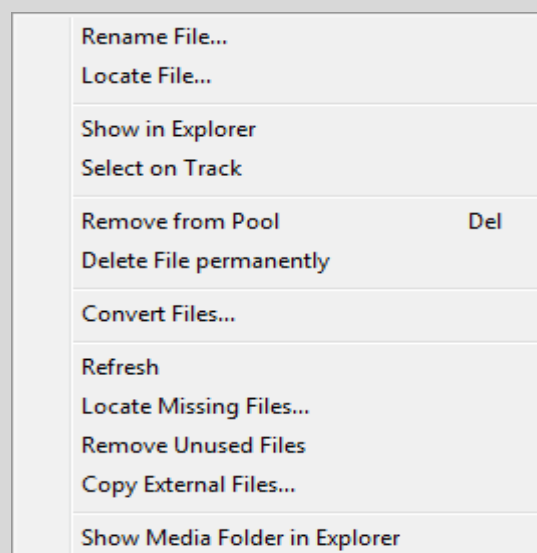 Rename File...
Locate File...
Show in Explorer
Select on Track
Remove from Pool Del
Delete File permanently
Convert Files...
Refresh
Locate Missing Files...
Remove Unused Files
Copy External Files...
Show Media Folder in Explorer